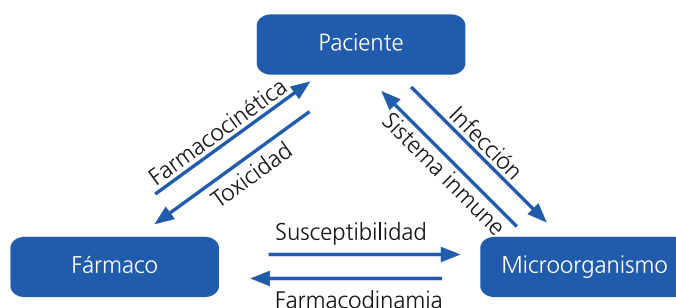 Paciente
Farmacocinética
Toxicidad
Infección
Sistema inmune
Susceptibilidad
Fármaco
Microorganismo
Farmacodinamia